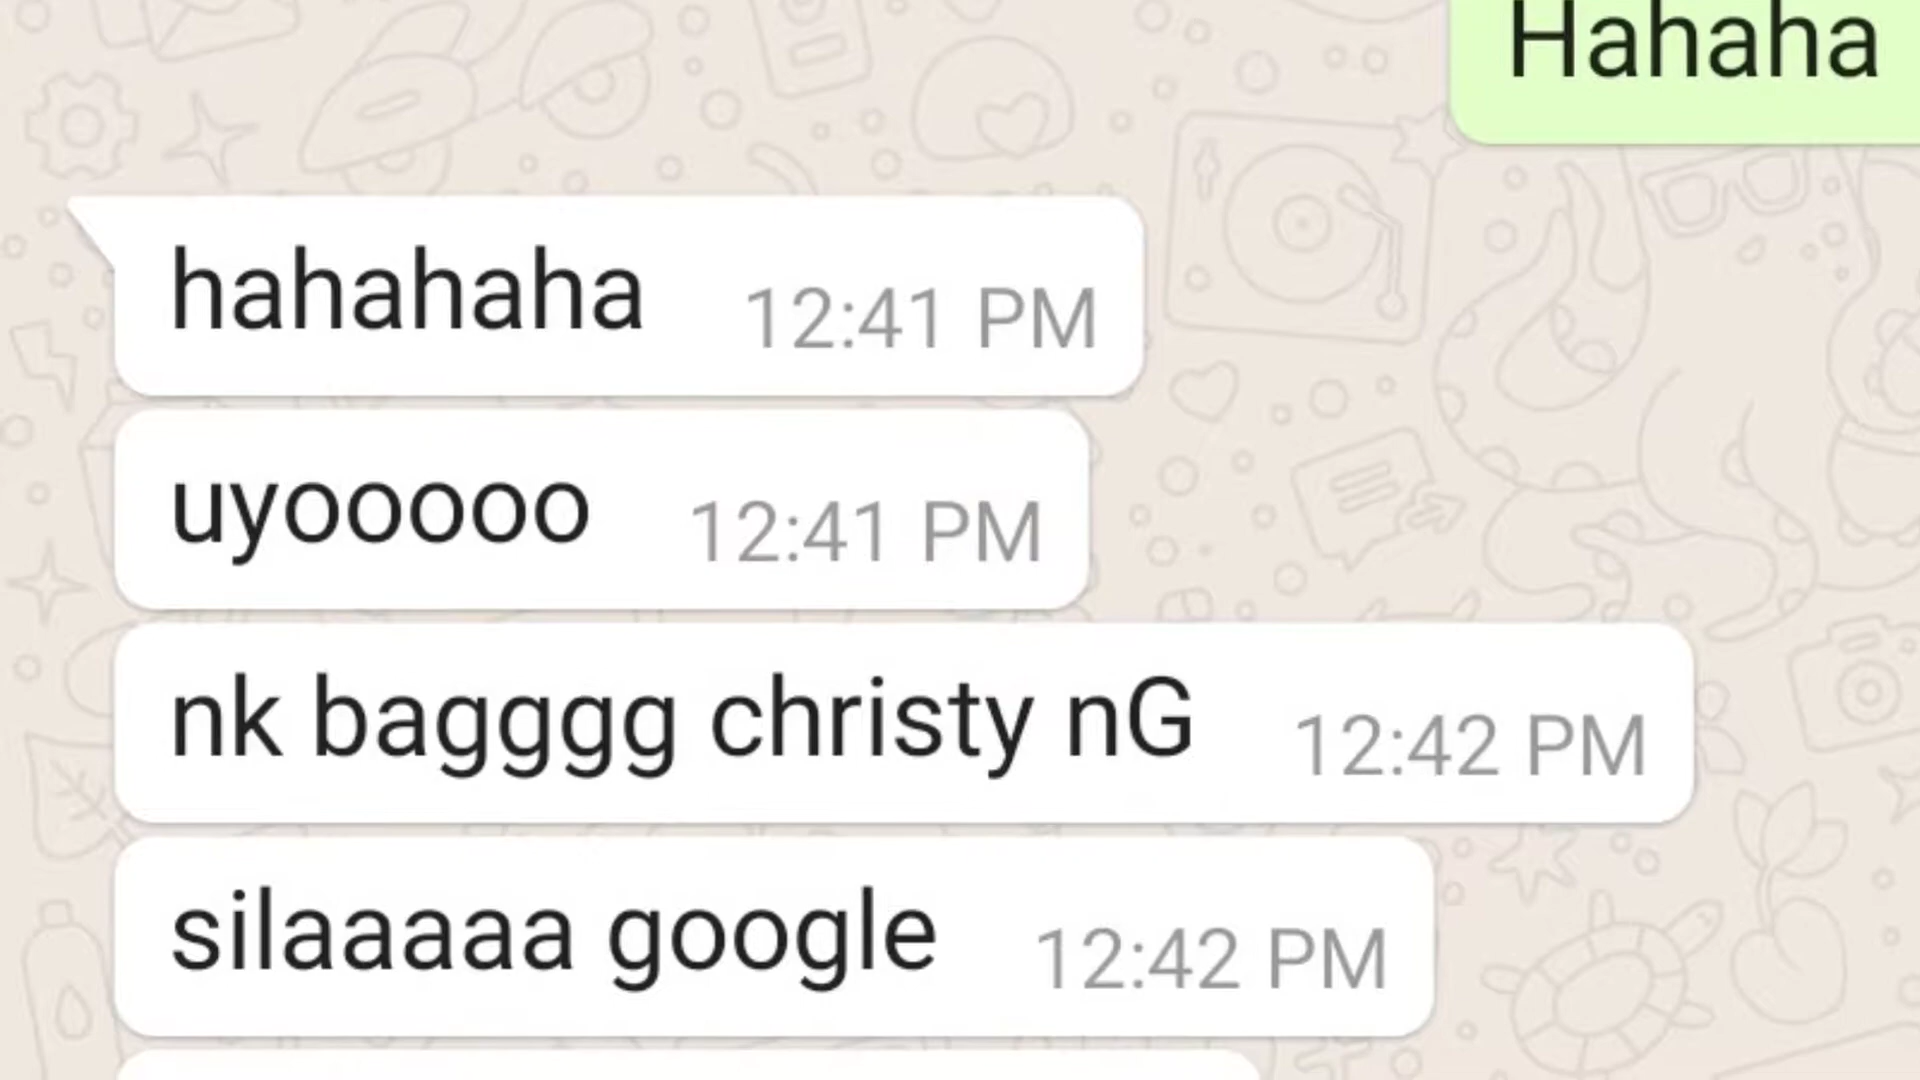 Hahaha
hahahaha 12:41 PM
uyooooo 12:41 PM
nk bagggg christy nG 12:42 PM
silaaaaa google 12:42 PM